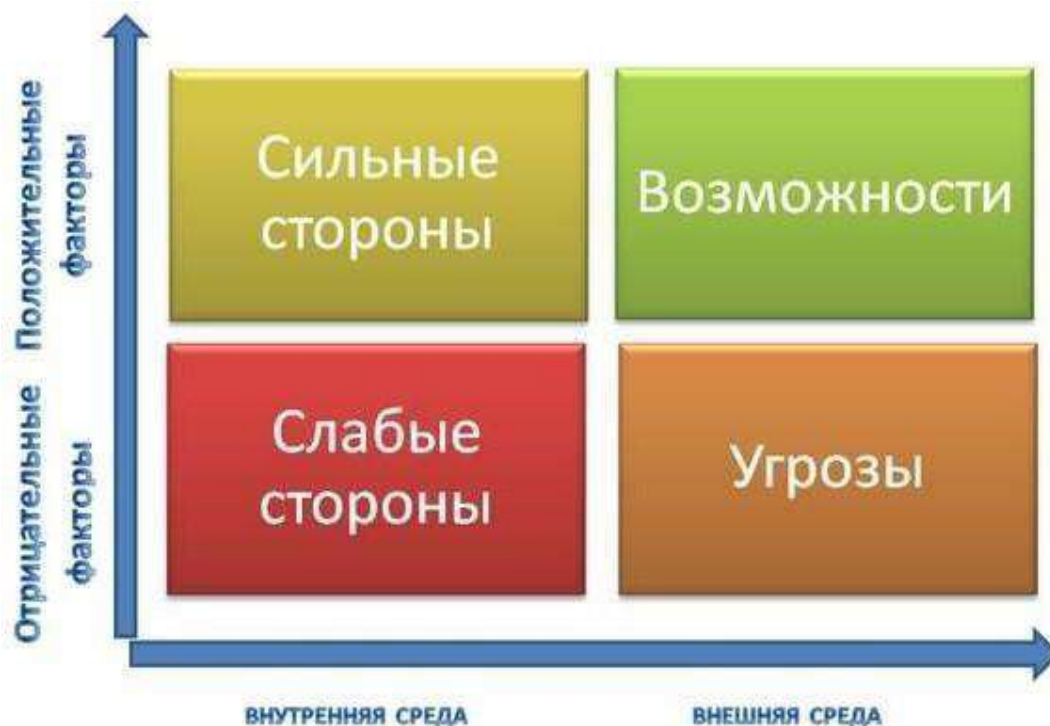 Положительные
факторы
Сильные
стороны
Возможности
Отрицательные
факторы
Слабые
стороны
Угрозы
ВНУТРЕННЯЯ СРЕДА
ВНЕШНЯЯ СРЕДА